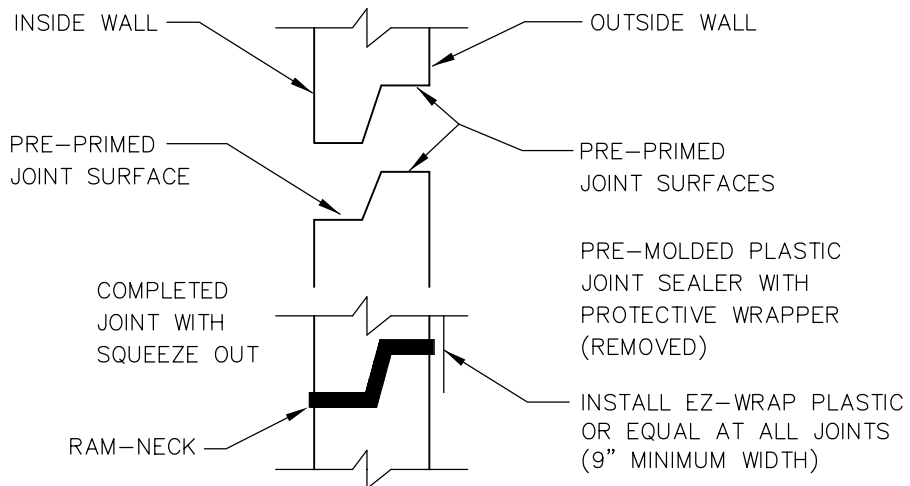 INSIDE WALL
OUTSIDE WALL
PRE-PRIMED
JOINT SURFACE
PRE-PRIMED
JOINT SURFACES
COMPLETED
JOINT WITH
SQUEEZE OUT
PRE-MOLDED PLASTIC
JOINT SEALER WITH
PROTECTIVE WRAPPER
(REMOVED)
RAM-NECK
INSTALL EZ-WRAP PLASTIC
OR EQUAL AT ALL JOINTS
(9" MINIMUM WIDTH)